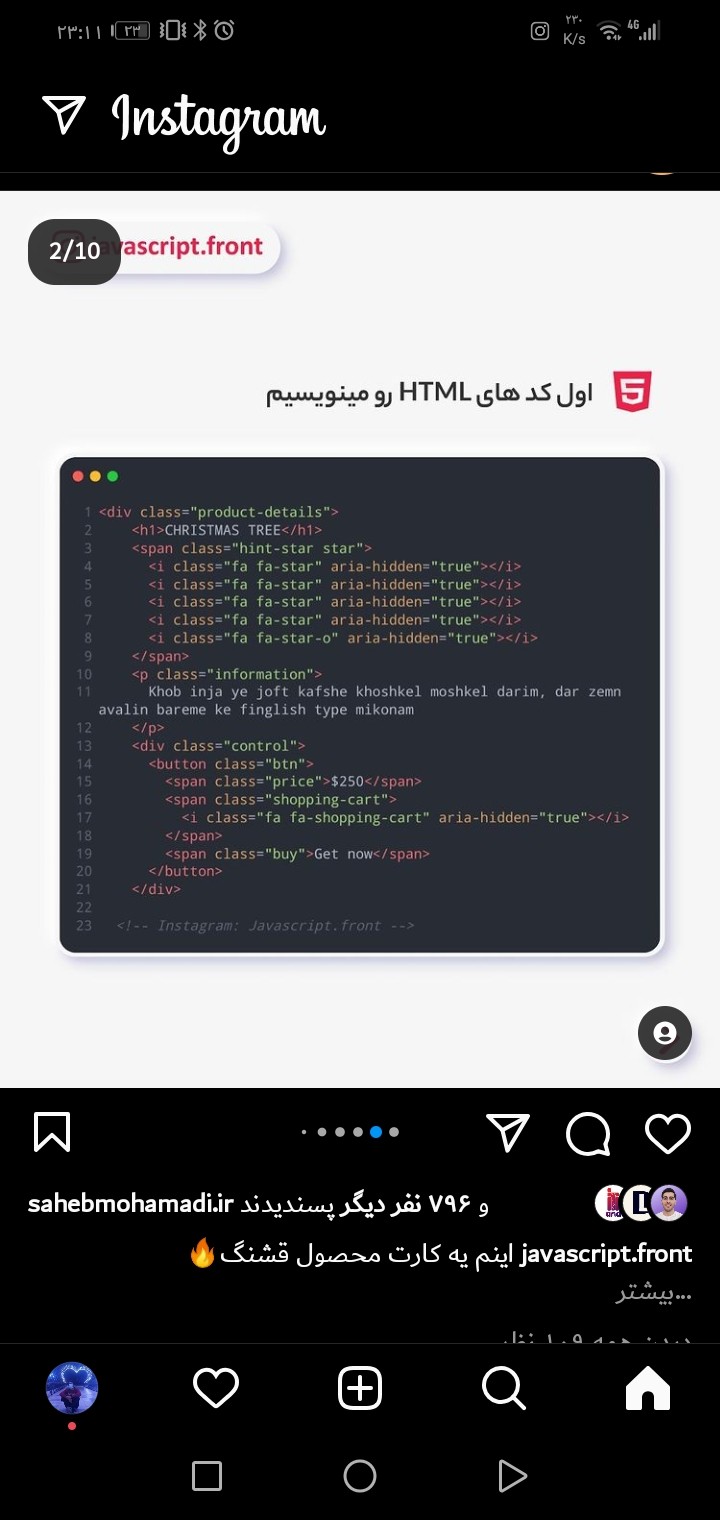 ۲۳:۱۱
۲۳
۲۳۰
K/s
4G
Instagram
2/10
vascript.front
اول کد های HTML رو مینویسیم
1 <div class="product-details">
2 <h1>CHRISTMAS TREE</h1>
3 <span class="hint-star star">
4 <i class="fa fa-star" aria-hidden="true"></i>
5 <i class="fa fa-star" aria-hidden="true"></i>
6 <i class="fa fa-star" aria-hidden="true"></i>
7 <i class="fa fa-star" aria-hidden="true"></i>
8 <i class="fa fa-star-o" aria-hidden="true"></i>
9 </span>
10 <p class="information">
11 Khob inja ye joft kafshe khoshkel moshkel darim, dar zemn
avalin bareme ke finglish type mikonam
12 </p>
13 <div class="control">
14 <button class="btn">
15 <span class="price">$250</span>
16 <span class="shopping-cart">
17 <i class="fa fa-shopping-cart" aria-hidden="true"></i>
18 </span>
19 <span class="buy">Get now</span>
20 </button>
21 </div>
22
23 <!-- Instagram: Javascript.front -->
sahebmohamadi.ir و ۷۹۶ نفر دیگر پسندیدند
javascript.front اینم یه کارت محصول قشنگ🔥
...بیشتر